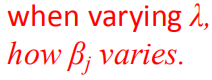 when varying λ,
how βj varies.